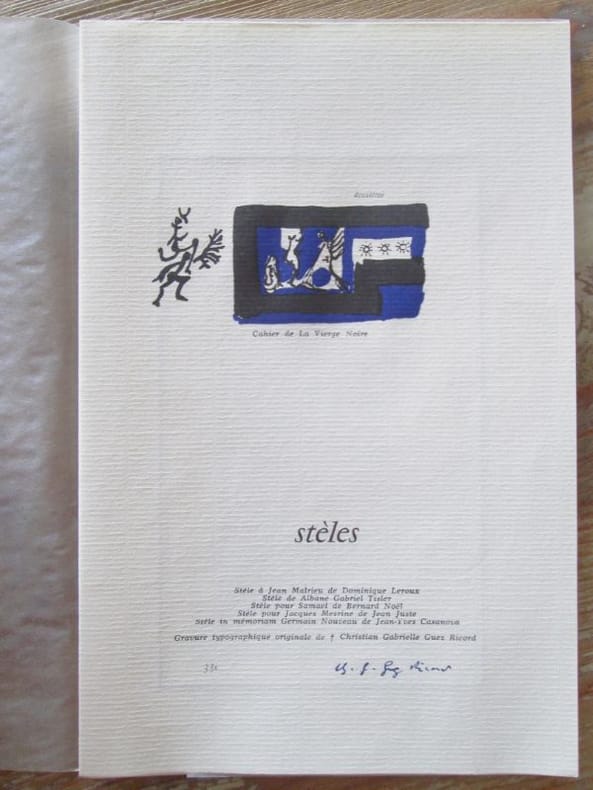 deuxième
Cahier de La Vierge Noire
stèles
Stèle à Jean Malrieu de Dominique Leroux
Stèle de Albane Gabriel Tisler
Stèle pour Samael de Bernard Noël
Stèle pour Jacques Mesrine de Jean Juste
Stèle in mémoriam Germain Nouveau de Jean-Yves Casanova
Gravure typographique originale de † Christian Gabrielle Guez Ricord